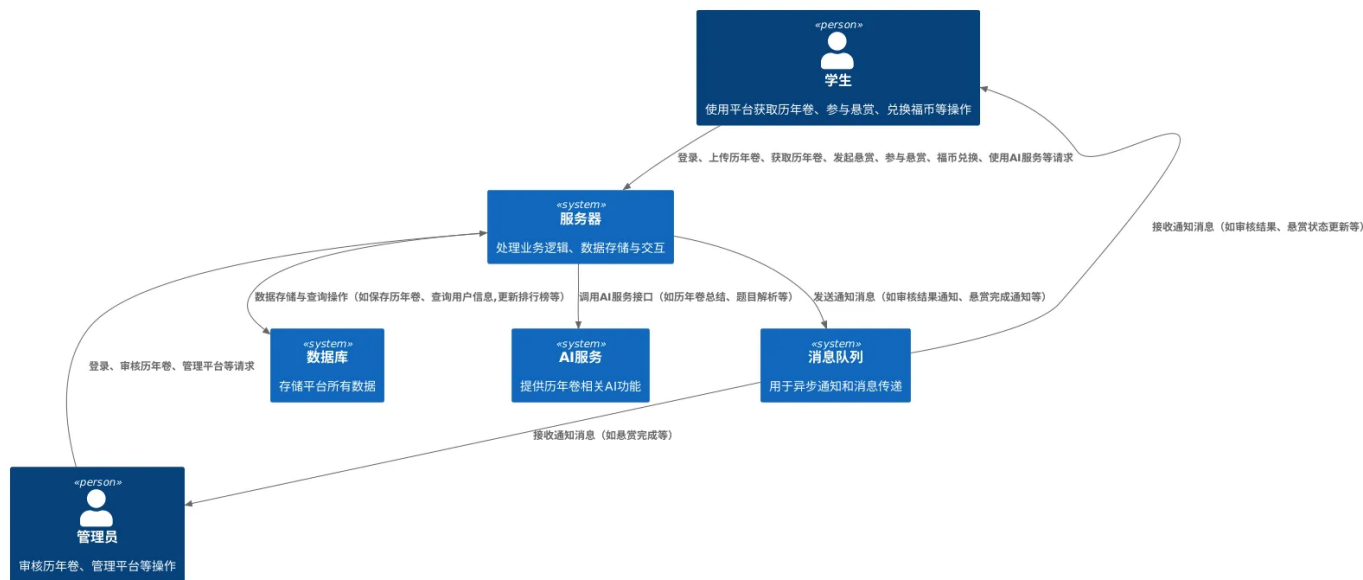 «person»
学生
使用平台获取历年卷、参与悬赏、兑换福币等操作
登录、上传历年卷、获取历年卷、发起悬赏、参与悬赏、福币兑换、使用AI服务等请求
«system»
服务器
处理业务逻辑、数据存储与交互
接收通知消息（如审核结果、悬赏状态更新等）
数据存储与查询操作（如保存历年卷、查询用户信息,更新排行榜等）
调用AI服务接口（如历年卷总结、题目解析等）
发送通知消息（如审核结果通知、悬赏完成通知等）
«system»
数据库
存储平台所有数据
«system»
AI服务
提供历年卷相关AI功能
«system»
消息队列
用于异步通知和消息传递
登录、审核历年卷、管理平台等请求
接收通知消息（如悬赏完成等）
«person»
管理员
审核历年卷、管理平台等操作